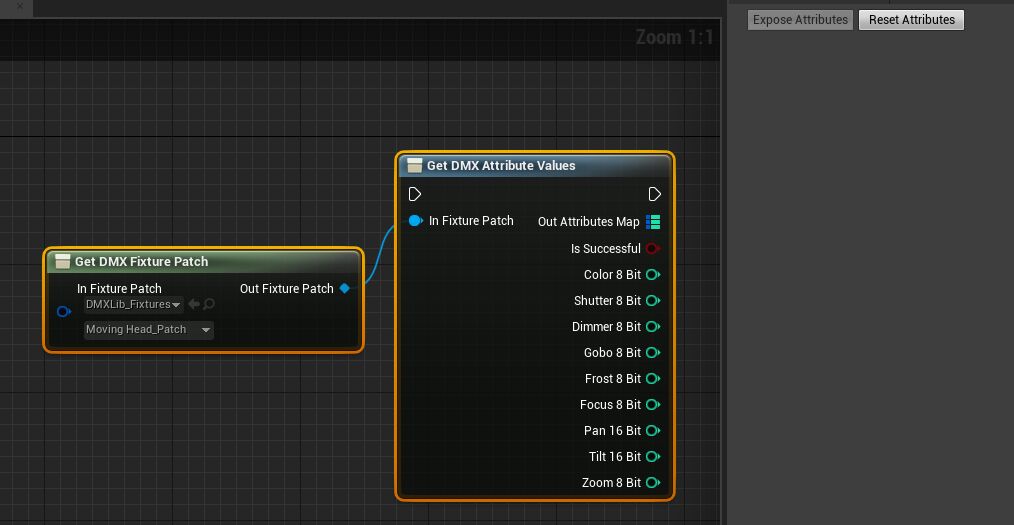 Expose Attributes
Reset Attributes
Zoom 1:1
Get DMX Attribute Values
In Fixture Patch
Out Attributes Map
Is Successful
Color 8 Bit
Shutter 8 Bit
Dimmer 8 Bit
Gobo 8 Bit
Frost 8 Bit
Focus 8 Bit
Pan 16 Bit
Tilt 16 Bit
Zoom 8 Bit
Get DMX Fixture Patch
In Fixture Patch
Out Fixture Patch
DMXLib_Fixtures
Moving Head_Patch